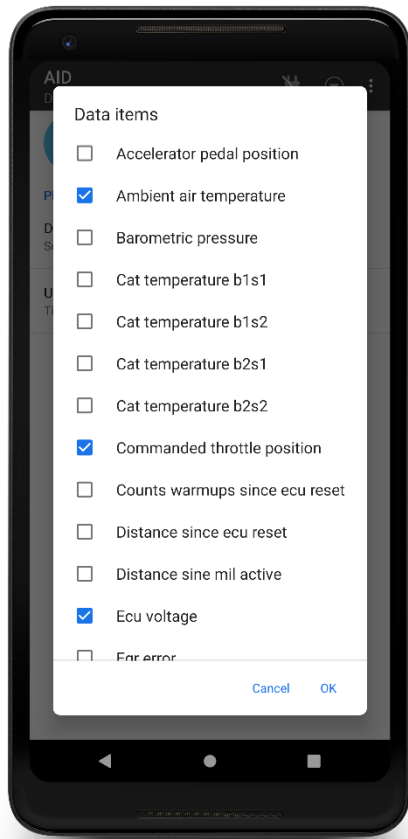 AID
D
Data items
Accelerator pedal position
Ambient air temperature
Barometric pressure
Cat temperature b1s1
Cat temperature b1s2
Cat temperature b2s1
Cat temperature b2s2
Commanded throttle position
Counts warmups since ecu reset
Distance since ecu reset
Distance sine mil active
Ecu voltage
Egr error
Cancel OK